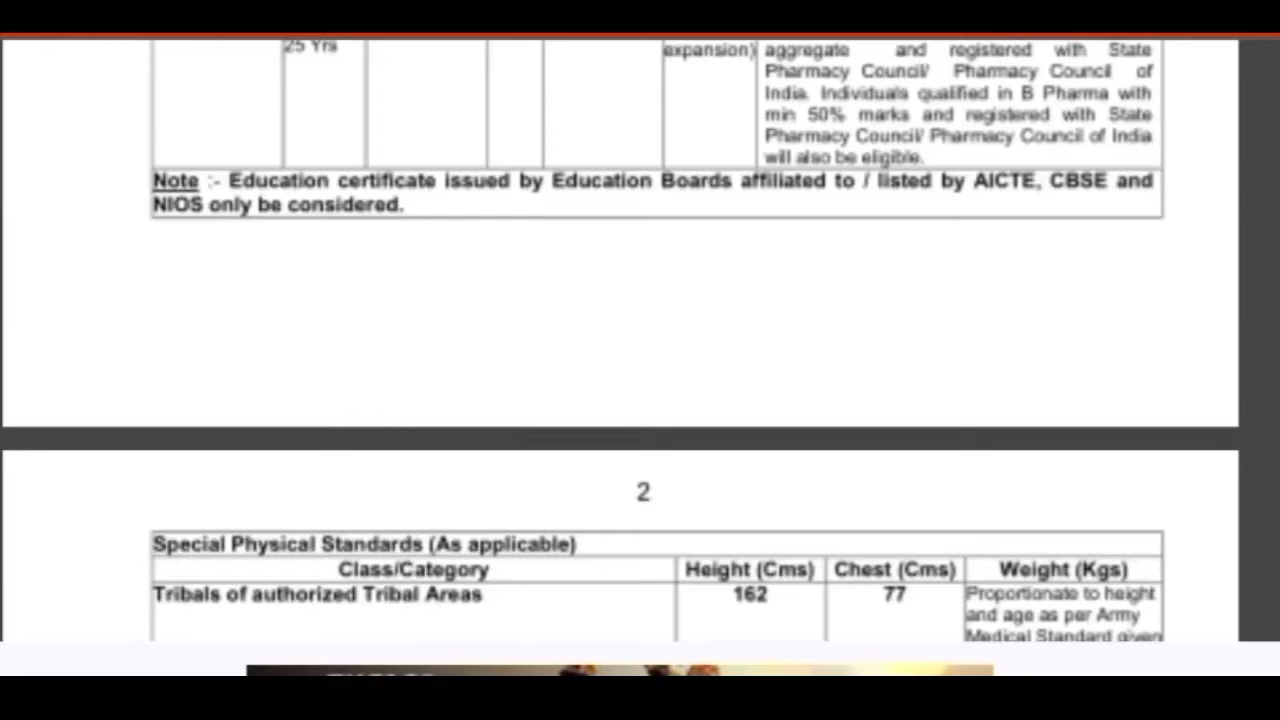 25 Yrs
expansion)
aggregate and registered with State
Pharmacy Council/ Pharmacy Council of
India. Individuals qualified in B Pharma with
min 50% marks and registered with State
Pharmacy Council/ Pharmacy Council of India
will also be eligible.
Note :- Education certificate issued by Education Boards affiliated to / listed by AICTE, CBSE and
NIOS only be considered.
2
Special Physical Standards (As applicable)
Class/Category Height (Cms) Chest (Cms) Weight (Kgs)
Tribals of authorized Tribal Areas 162 77 Proportionate to height
and age as per Army
Medical Standard given